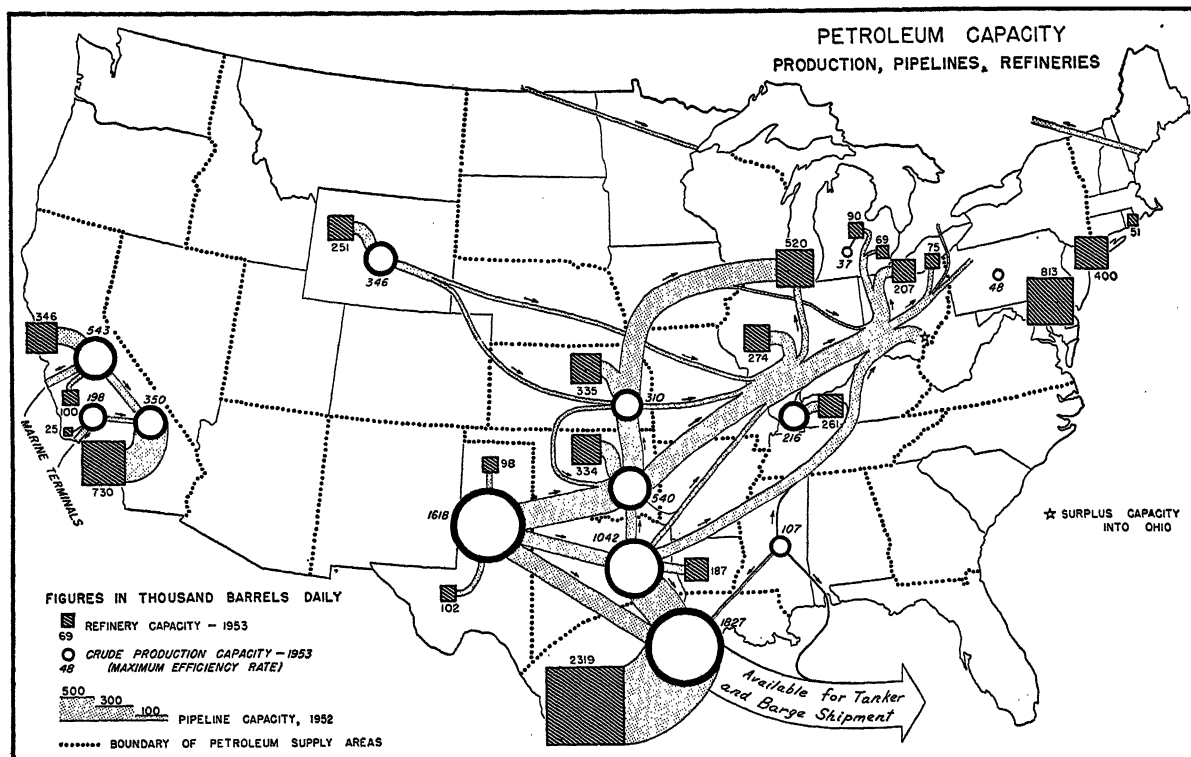 PETROLEUM CAPACITY
PRODUCTION, PIPELINES, REFINERIES
251
346
520
90
37
69
75
207
48
51
400
813
346
543
100
198
350
25
730
MARINE TERMINALS
335
310
274
261
216
334
540
98
1618
102
1042
187
107
1827
2319
☆ SURPLUS CAPACITY
INTO OHIO
Available for Tanker
and Barge Shipment
FIGURES IN THOUSAND BARRELS DAILY
REFINERY CAPACITY – 1953
69
CRUDE PRODUCTION CAPACITY – 1953
48 (MAXIMUM EFFICIENCY RATE)
500 300 100
PIPELINE CAPACITY, 1952
BOUNDARY OF PETROLEUM SUPPLY AREAS